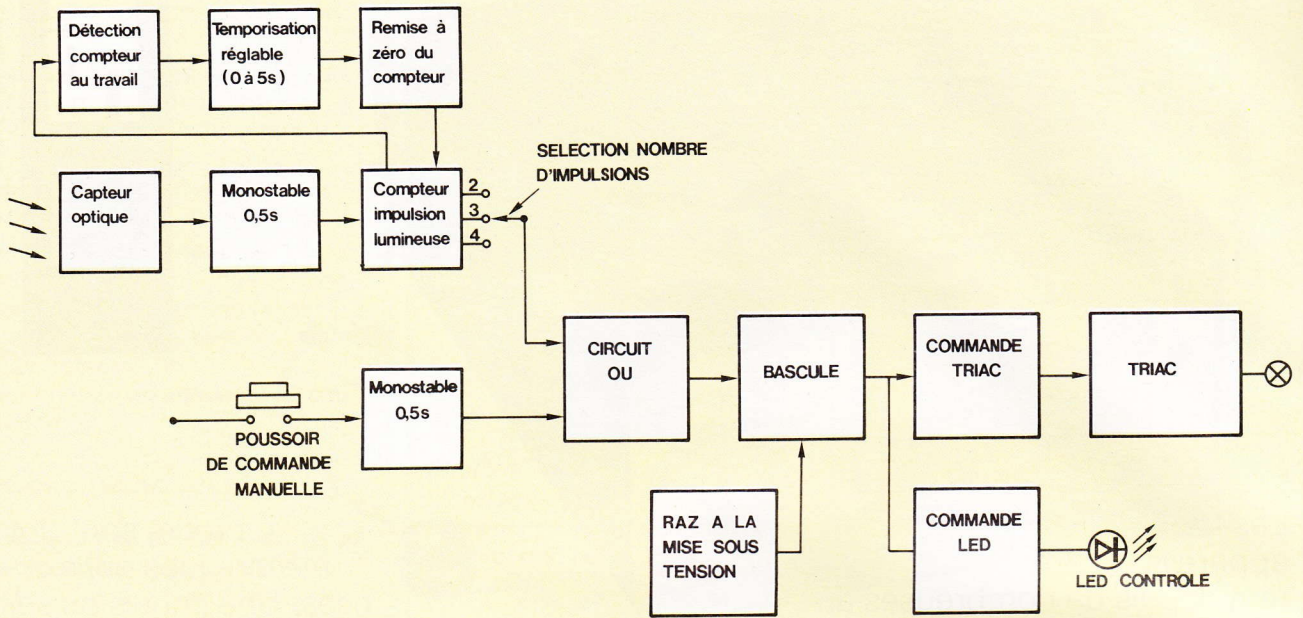 Détection
compteur
au travail
Temporisation
réglable
(0 à 5s)
Remise à
zéro du
compteur
SELECTION NOMBRE
D'IMPULSIONS
Capteur
optique
Monostable
0,5s
Compteur
impulsion
lumineuse
2
3
4
CIRCUIT
OU
BASCULE
COMMANDE
TRIAC
TRIAC
Monostable
0,5s
POUSSOIR
DE COMMANDE
MANUELLE
RAZ A LA
MISE SOUS
TENSION
COMMANDE
LED
LED CONTROLE